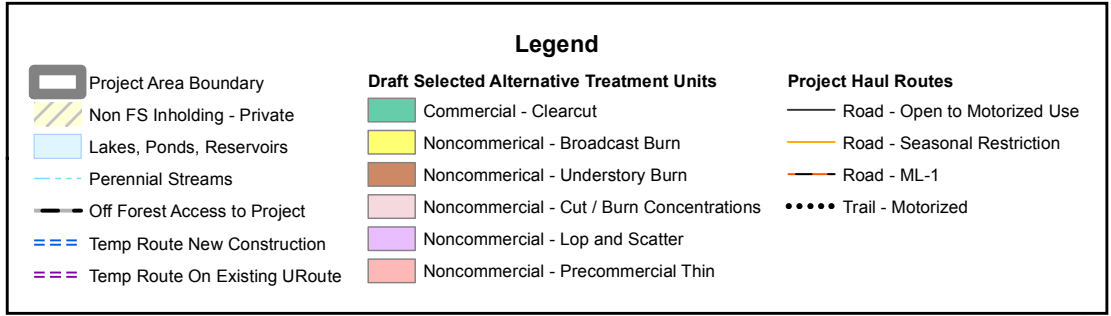 Legend
Project Area Boundary
Non FS Inholding - Private
Lakes, Ponds, Reservoirs
Perennial Streams
Off Forest Access to Project
Temp Route New Construction
Temp Route On Existing URoute
Draft Selected Alternative Treatment Units
Commercial - Clearcut
Noncommerical - Broadcast Burn
Noncommerical - Understory Burn
Noncommercial - Cut / Burn Concentrations
Noncommercial - Lop and Scatter
Noncommercial - Precommercial Thin
Project Haul Routes
Road - Open to Motorized Use
Road - Seasonal Restriction
Road - ML-1
Trail - Motorized